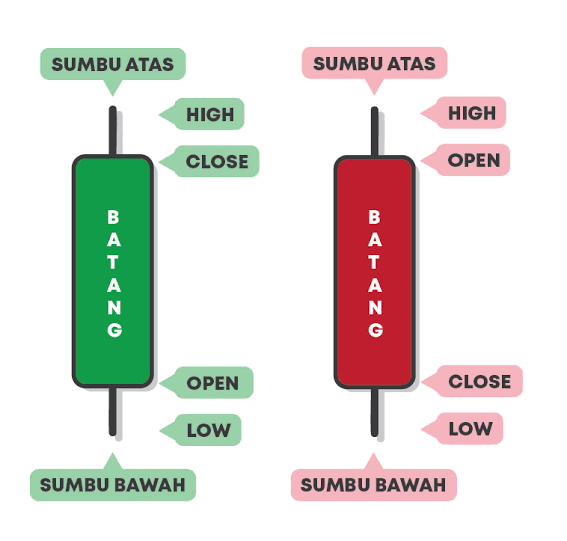 SUMBU ATAS
HIGH
CLOSE
BATANG
OPEN
LOW
SUMBU BAWAH
SUMBU ATAS
HIGH
OPEN
BATANG
CLOSE
LOW
SUMBU BAWAH